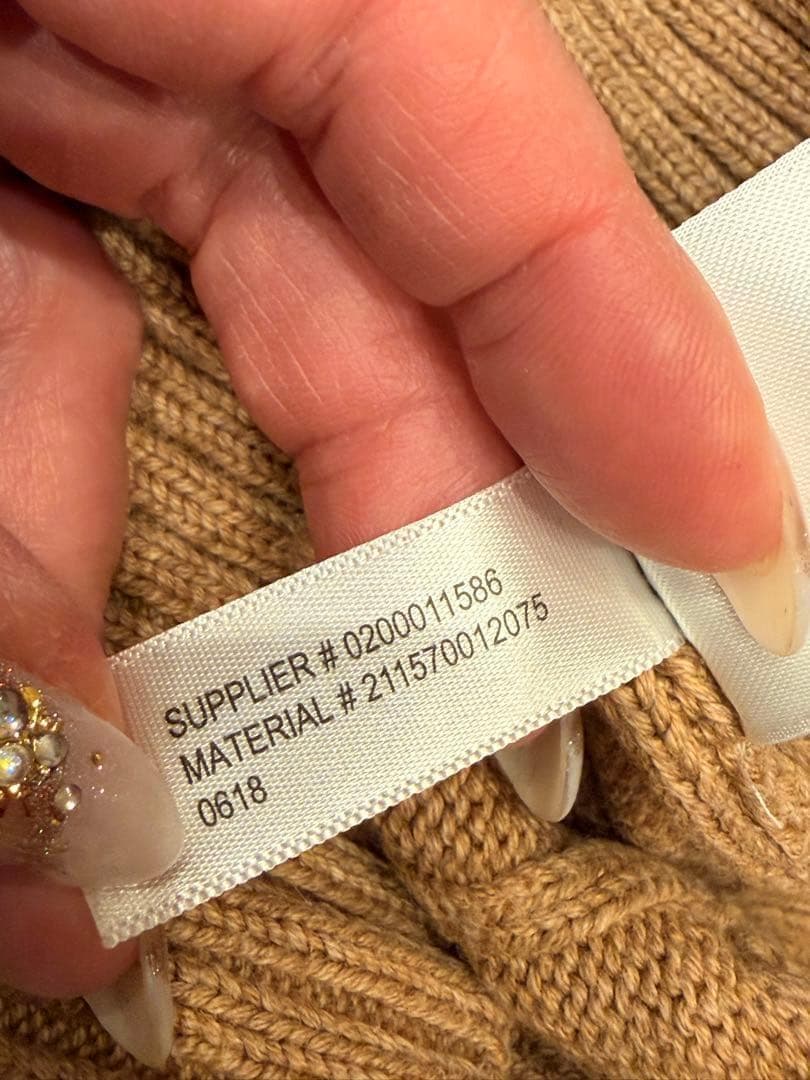 SUPPLIER # 0200011586
MATERIAL # 211570012075
0618